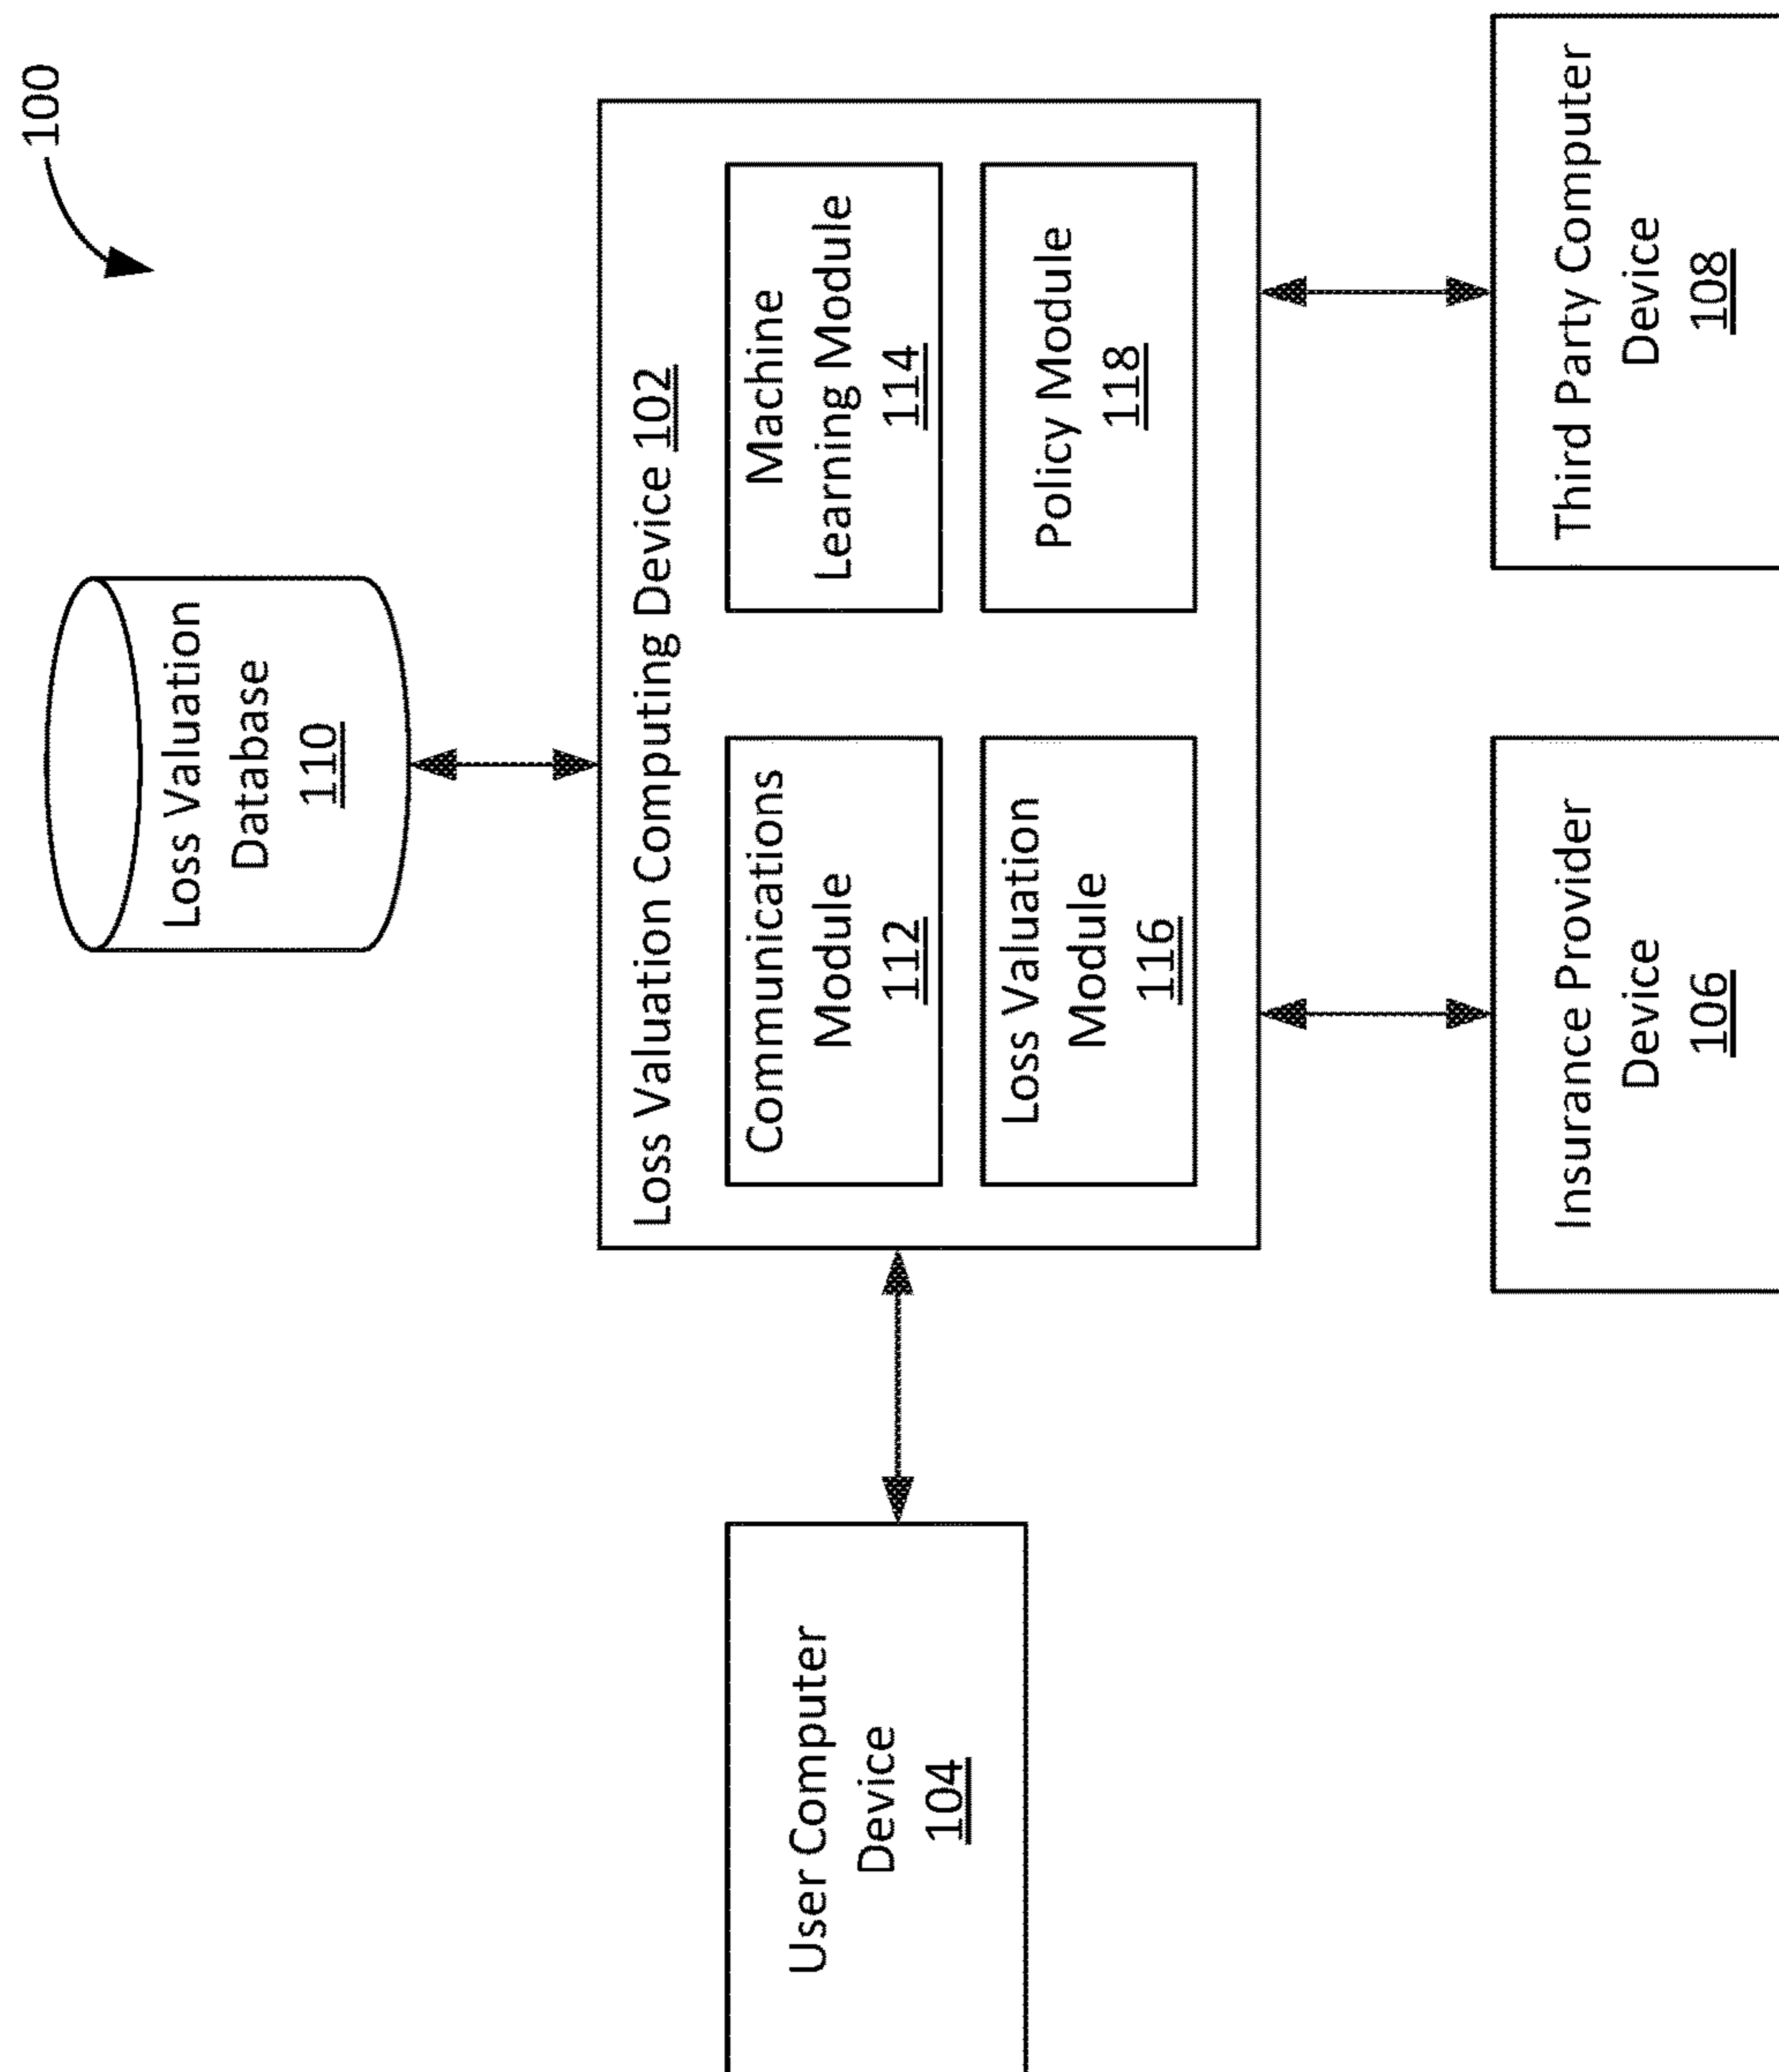 100
Loss Valuation
Database
110
Loss Valuation Computing Device 102
Communications
Module
112
Machine
Learning Module
114
Loss Valuation
Module
116
Policy Module
118
User Computer
Device
104
Insurance Provider
Device
106
Third Party Computer
Device
108